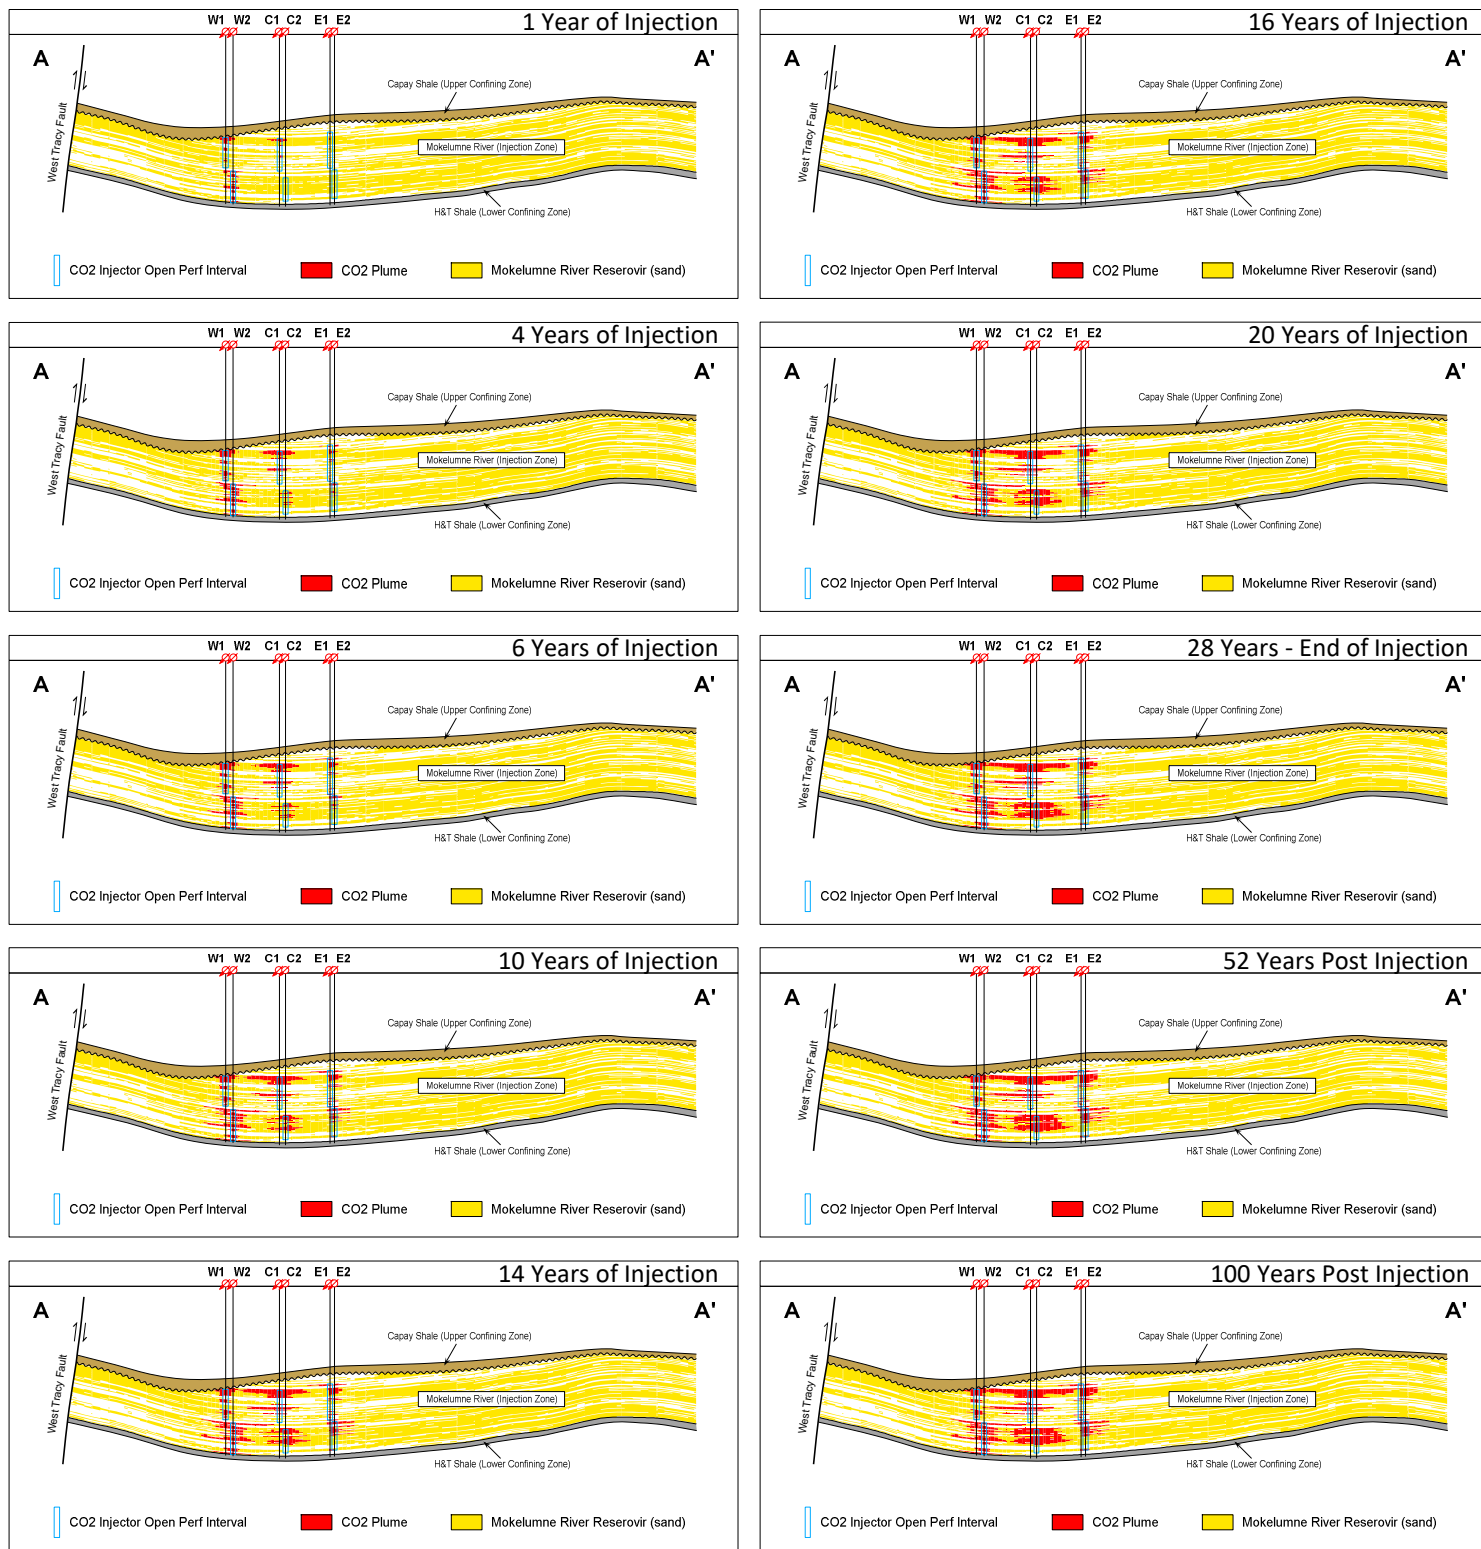 W1 W2 C1 C2 E1 E2 1 Year of Injection
A A'
West Tracy Fault
Capay Shale (Upper Confining Zone)
Mokelumne River (Injection Zone)
H&T Shale (Lower Confining Zone)
CO2 Injector Open Perf Interval CO2 Plume Mokelumne River Reserovir (sand)
W1 W2 C1 C2 E1 E2 4 Years of Injection
A A'
West Tracy Fault
Capay Shale (Upper Confining Zone)
Mokelumne River (Injection Zone)
H&T Shale (Lower Confining Zone)
CO2 Injector Open Perf Interval CO2 Plume Mokelumne River Reserovir (sand)
W1 W2 C1 C2 E1 E2 6 Years of Injection
A A'
West Tracy Fault
Capay Shale (Upper Confining Zone)
Mokelumne River (Injection Zone)
H&T Shale (Lower Confining Zone)
CO2 Injector Open Perf Interval CO2 Plume Mokelumne River Reserovir (sand)
W1 W2 C1 C2 E1 E2 10 Years of Injection
A A'
West Tracy Fault
Capay Shale (Upper Confining Zone)
Mokelumne River (Injection Zone)
H&T Shale (Lower Confining Zone)
CO2 Injector Open Perf Interval CO2 Plume Mokelumne River Reserovir (sand)
W1 W2 C1 C2 E1 E2 14 Years of Injection
A A'
West Tracy Fault
Capay Shale (Upper Confining Zone)
Mokelumne River (Injection Zone)
H&T Shale (Lower Confining Zone)
CO2 Injector Open Perf Interval CO2 Plume Mokelumne River Reserovir (sand)
W1 W2 C1 C2 E1 E2 16 Years of Injection
A A'
West Tracy Fault
Capay Shale (Upper Confining Zone)
Mokelumne River (Injection Zone)
H&T Shale (Lower Confining Zone)
CO2 Injector Open Perf Interval CO2 Plume Mokelumne River Reserovir (sand)
W1 W2 C1 C2 E1 E2 20 Years of Injection
A A'
West Tracy Fault
Capay Shale (Upper Confining Zone)
Mokelumne River (Injection Zone)
H&T Shale (Lower Confining Zone)
CO2 Injector Open Perf Interval CO2 Plume Mokelumne River Reserovir (sand)
W1 W2 C1 C2 E1 E2 28 Years - End of Injection
A A'
West Tracy Fault
Capay Shale (Upper Confining Zone)
Mokelumne River (Injection Zone)
H&T Shale (Lower Confining Zone)
CO2 Injector Open Perf Interval CO2 Plume Mokelumne River Reserovir (sand)
W1 W2 C1 C2 E1 E2 52 Years Post Injection
A A'
West Tracy Fault
Capay Shale (Upper Confining Zone)
Mokelumne River (Injection Zone)
H&T Shale (Lower Confining Zone)
CO2 Injector Open Perf Interval CO2 Plume Mokelumne River Reserovir (sand)
W1 W2 C1 C2 E1 E2 100 Years Post Injection
A A'
West Tracy Fault
Capay Shale (Upper Confining Zone)
Mokelumne River (Injection Zone)
H&T Shale (Lower Confining Zone)
CO2 Injector Open Perf Interval CO2 Plume Mokelumne River Reserovir (sand)